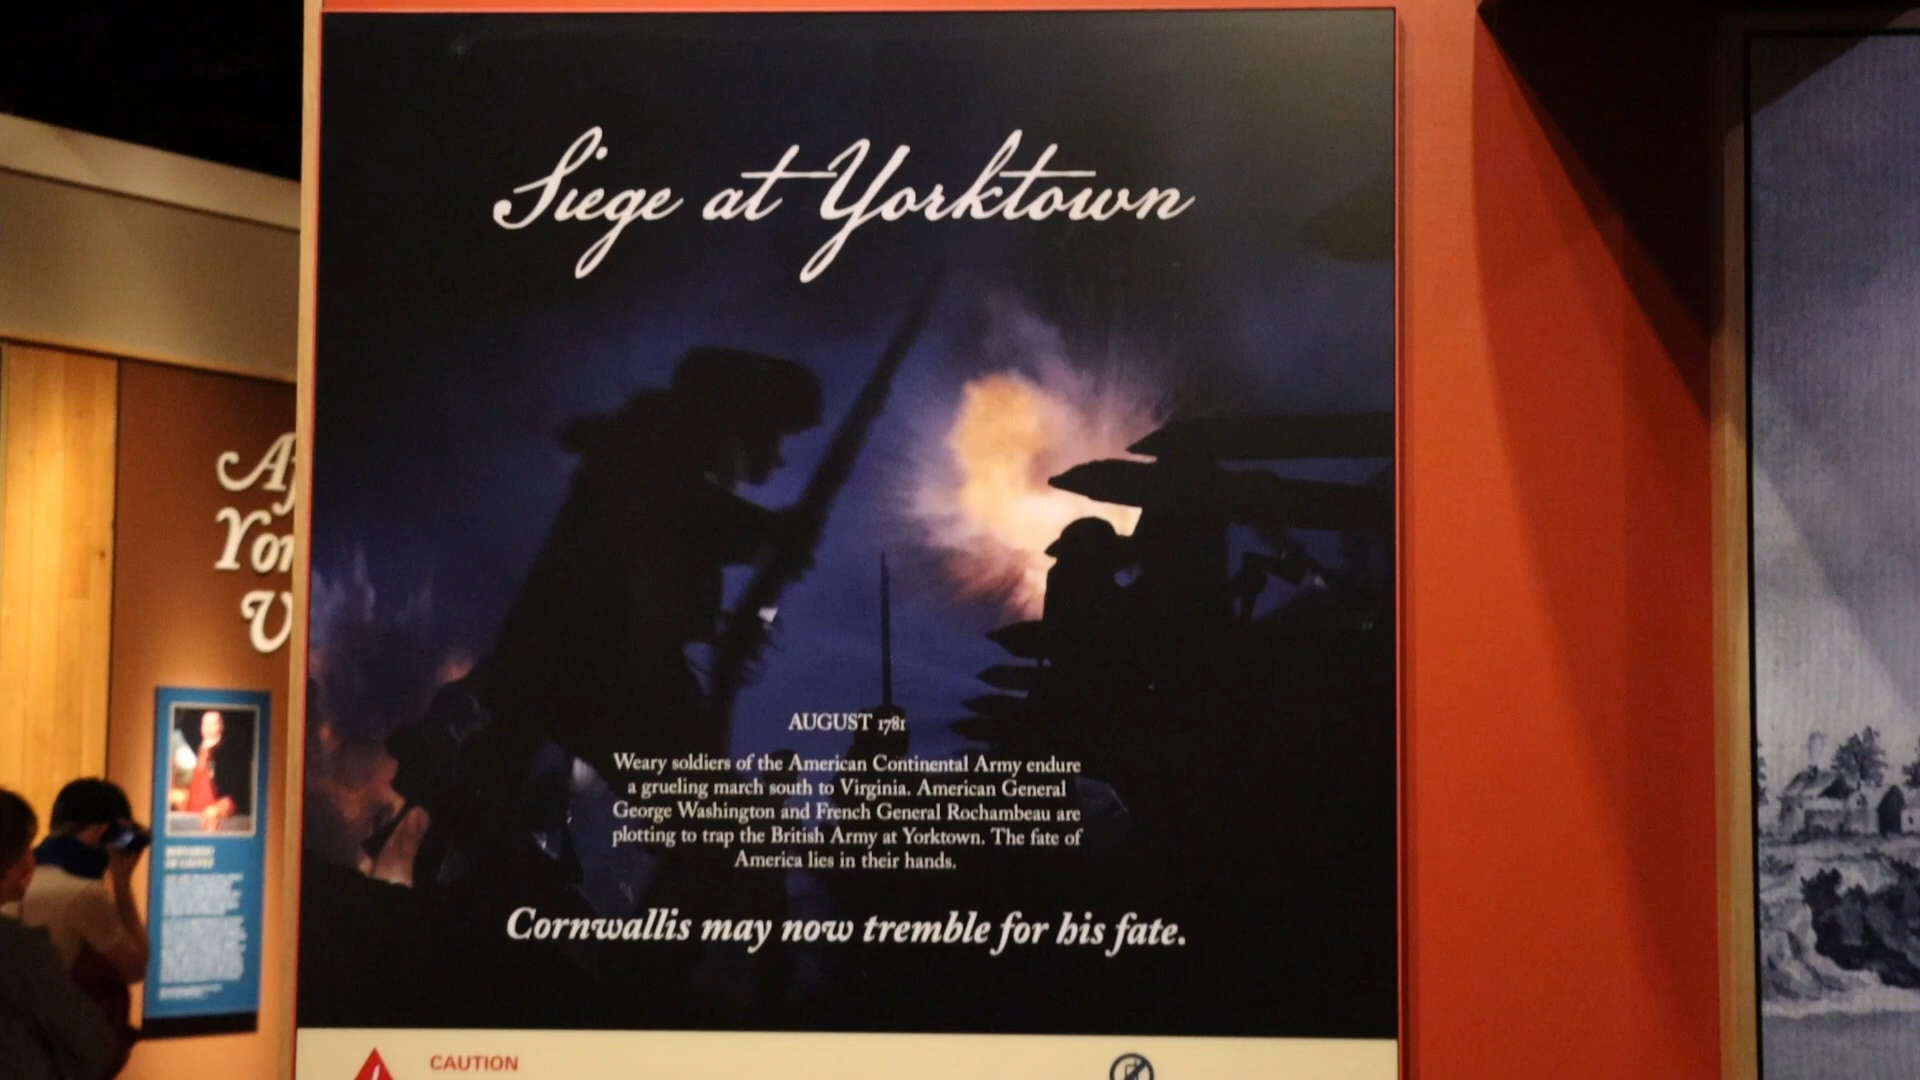 Siege at Yorktown
AUGUST 1781
Weary soldiers of the American Continental Army endure
a grueling march south to Virginia. American General
George Washington and French General Rochambeau are
plotting to trap the British Army at Yorktown. The fate of
America lies in their hands.
Cornwallis may now tremble for his fate.
CAUTION